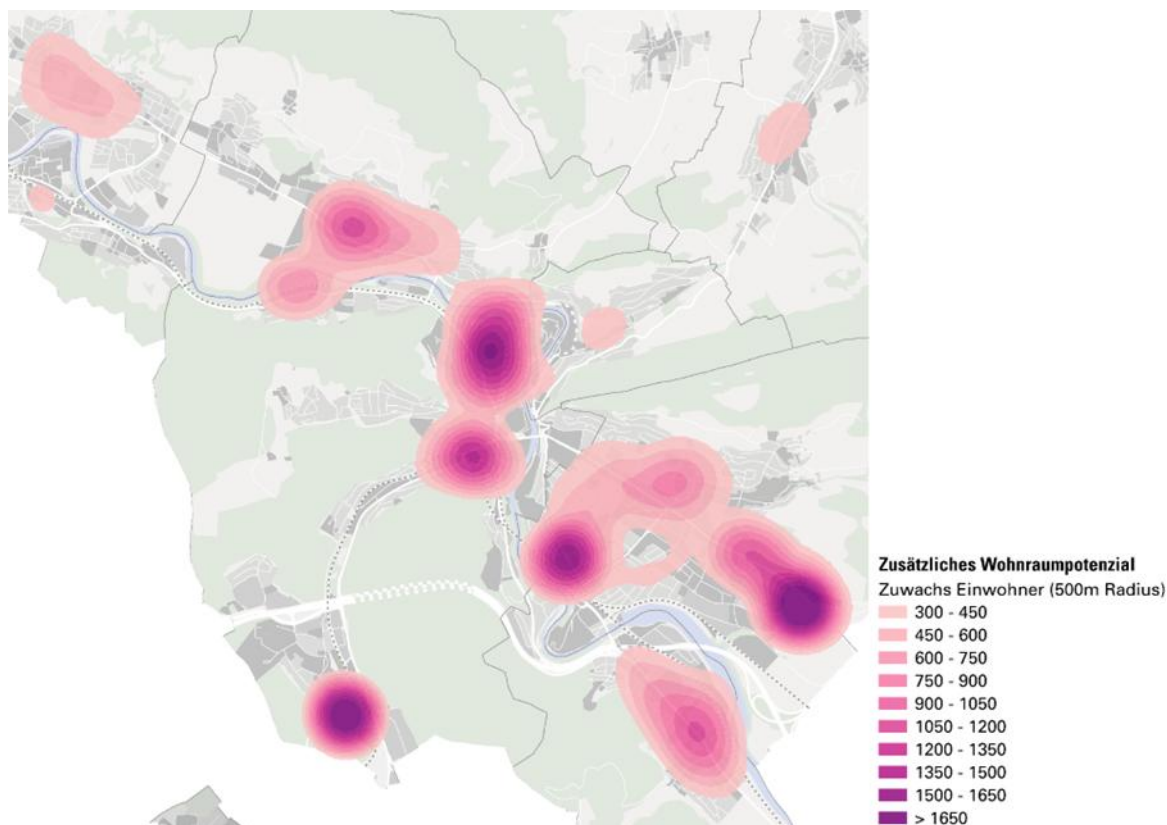 Zusätzliches Wohnraumpotenzial
Zuwachs Einwohner (500m Radius)
300 - 450
450 - 600
600 - 750
750 - 900
900 - 1050
1050 - 1200
1200 - 1350
1350 - 1500
1500 - 1650
> 1650